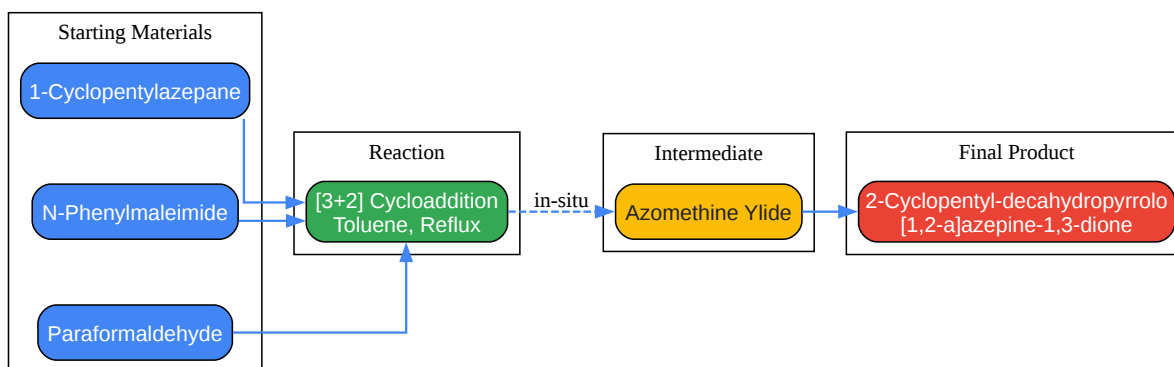 Starting Materials
1-Cyclopentylazepane
N-Phenylmaleimide
Paraformaldehyde
Reaction
[3+2] Cycloaddition
Toluene, Reflux
in-situ
Intermediate
Azomethine Ylide
Final Product
2-Cyclopentyl-decahydropyrrolo
[1,2-a]azepine-1,3-dione